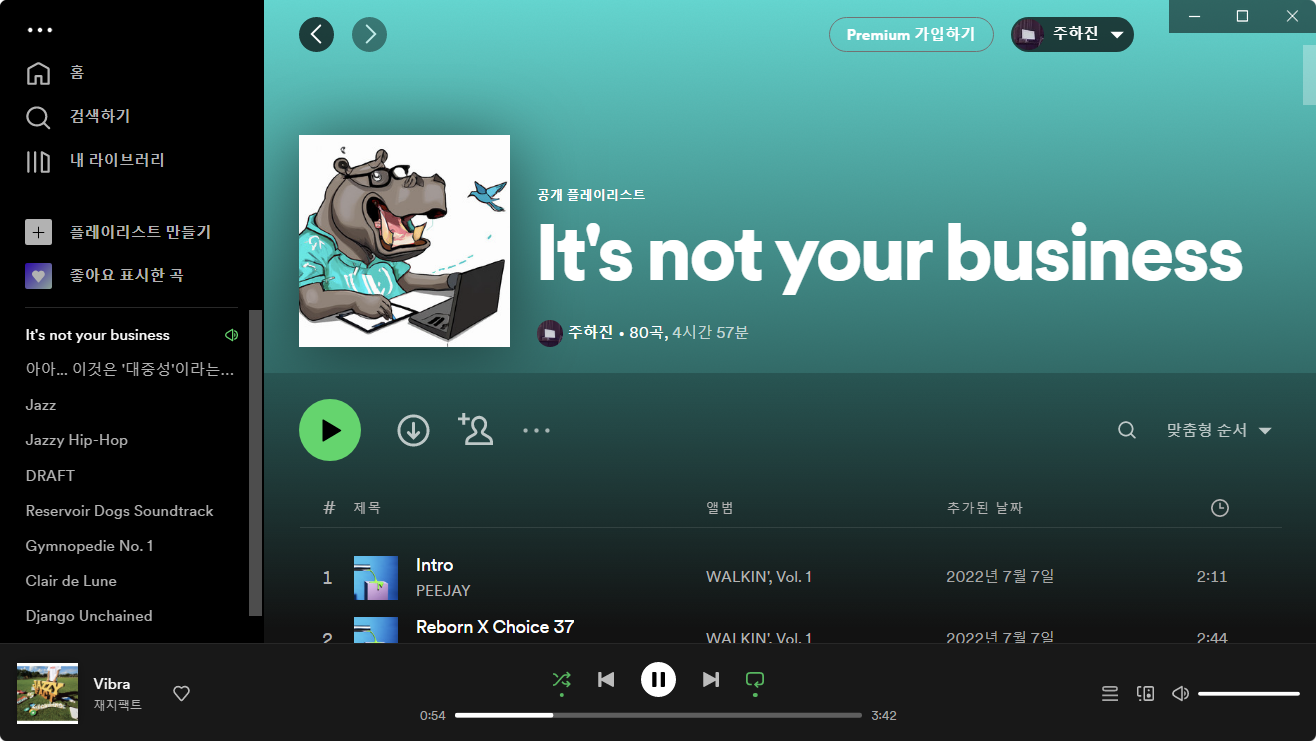 홈
검색하기
내 라이브러리
플레이리스트 만들기
좋아요 표시한 곡
It's not your business
아아... 이것은 '대중성'이라는...
Jazz
Jazzy Hip-Hop
DRAFT
Reservoir Dogs Soundtrack
Gymnopedie No. 1
Clair de Lune
Django Unchained
Premium 가입하기
주하진
공개 플레이리스트
It's not your business
주하진 • 80곡, 4시간 57분
맞춤형 순서
# 제목 앨범 추가된 날짜
1 Intro WALKIN', Vol. 1 2022년 7월 7일 2:11
PEEJAY
2 Reborn X Choice 37 WALKIN', Vol. 1 2022년 7월 7일 2:44
Vibra
재지팩트
0:54 3:42